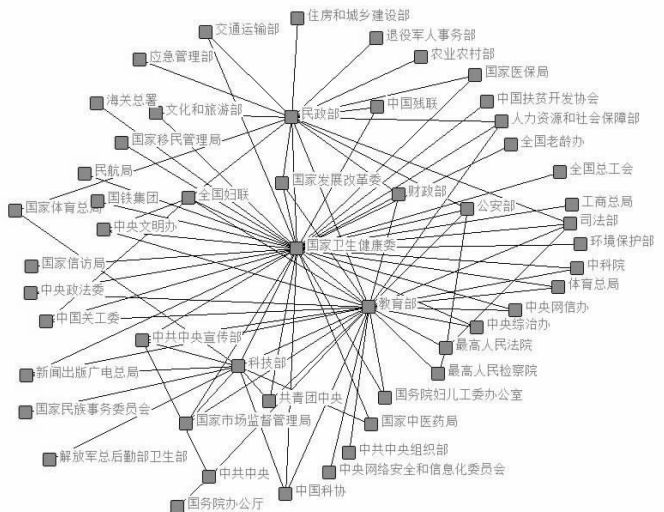 住房和城乡建设部
交通运输部
退役军人事务部
应急管理部
农业农村部
国家医保局
海关总署
文化和旅游部
民政部
中国残联
中国扶贫开发协会
人力资源和社会保障部
国家移民管理局
全国老龄办
民航局
全国总工会
国家发展改革委
国家体育总局
国铁集团
全国妇联
财政部
公安部
工商总局
司法部
中央文明办
国家卫生健康委
环境保护部
国家信访局
中科院
中央政法委
体育总局
教育部
中央网信办
中国关工委
中央综治办
中共中央宣传部
最高人民法院
新闻出版广电总局
科技部
最高人民检察院
国家民族事务委员会
共青团中央
国务院妇儿工委办公室
国家市场监督管理局
国家中医药局
解放军总后勤部卫生部
中共中央组织部
中共中央
中央网络安全和信息化委员会
中国科协
国务院办公厅